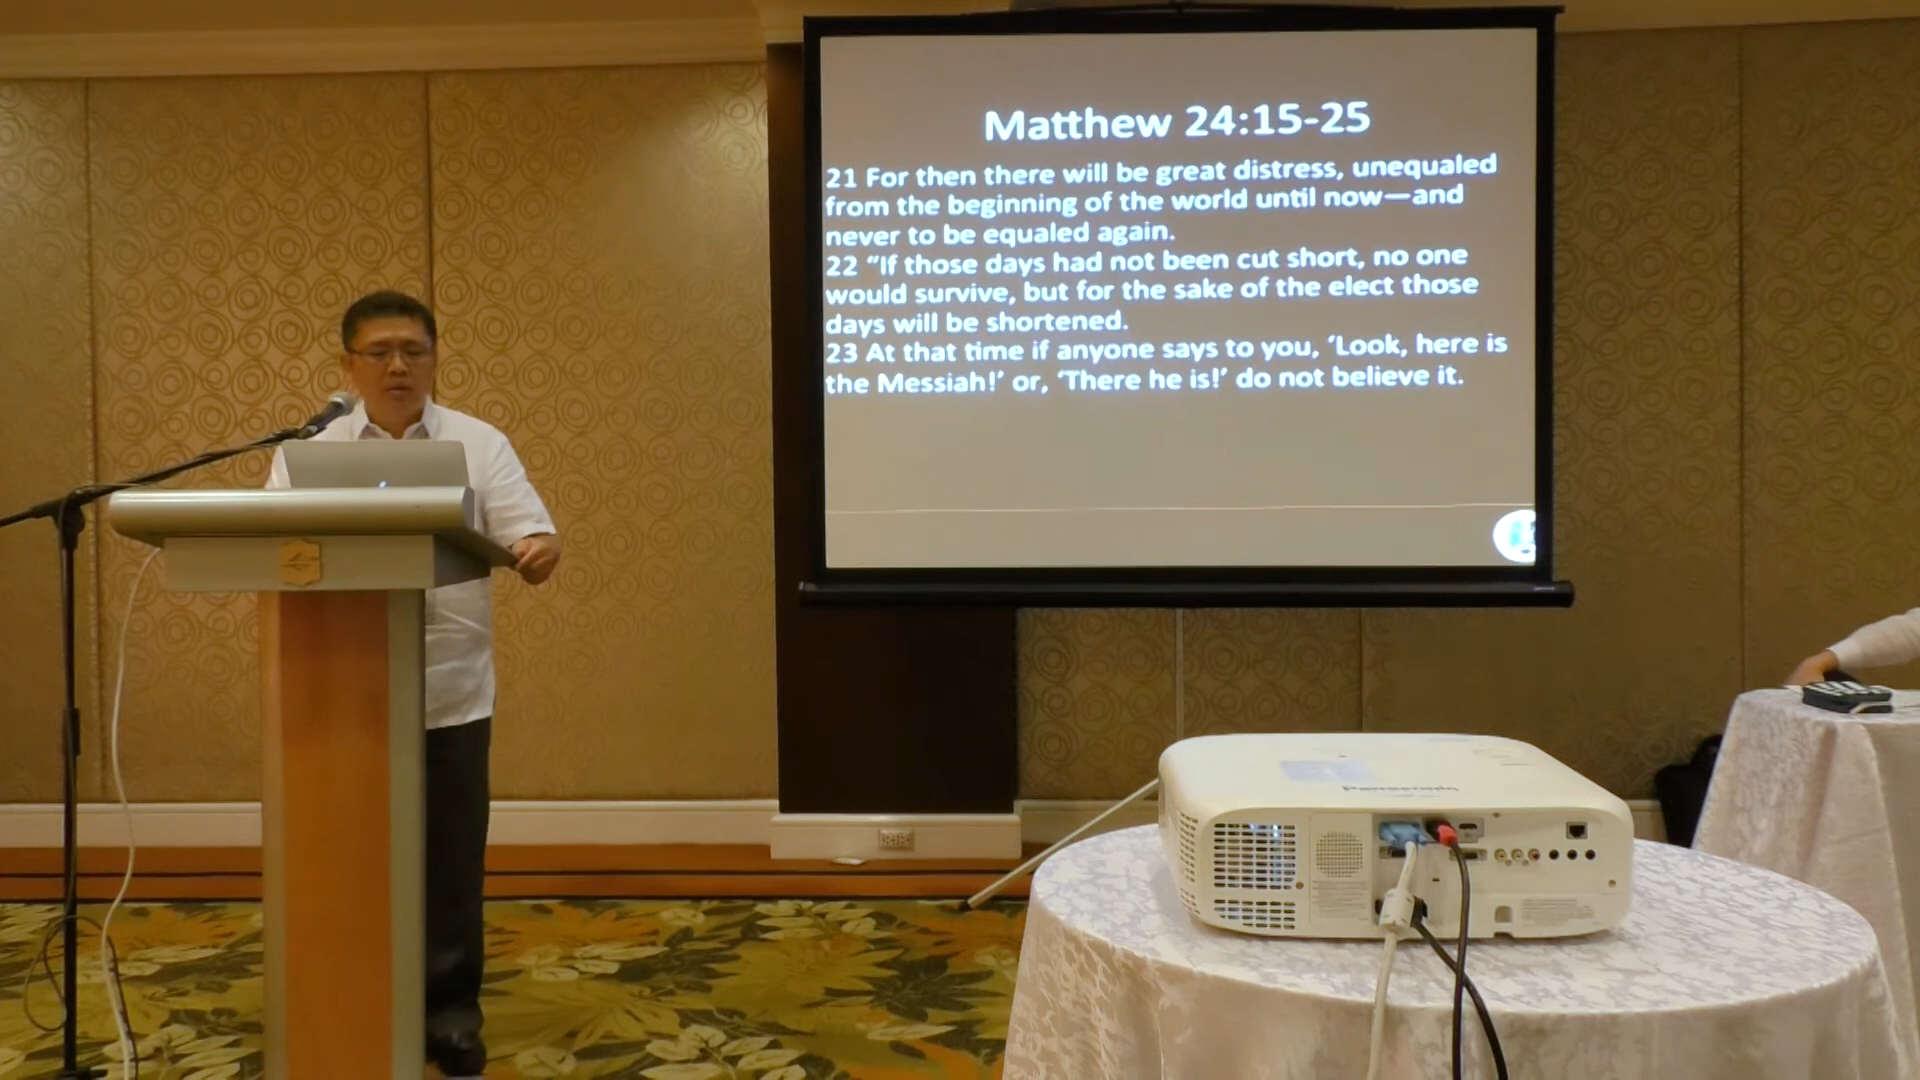 Matthew 24:15-25
21 For then there will be great distress, unequaled
from the beginning of the world until now—and
never to be equaled again.
22 “If those days had not been cut short, no one
would survive, but for the sake of the elect those
days will be shortened.
23 At that time if anyone says to you, ‘Look, here is
the Messiah!’ or, ‘There he is!’ do not believe it.
Panasonic